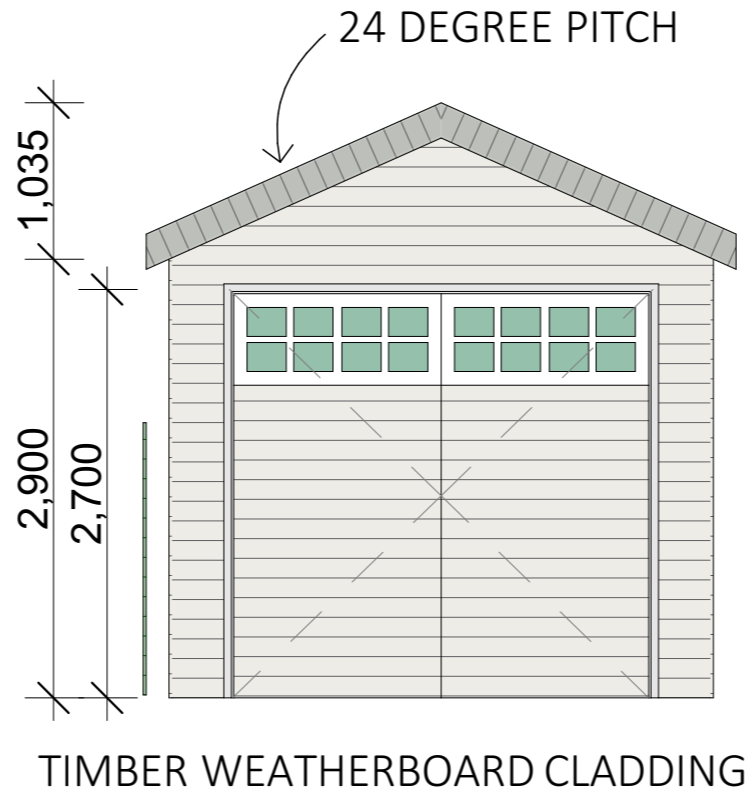 24 DEGREE PITCH
1,035
2,900
2,700
TIMBER WEATHERBOARD CLADDING